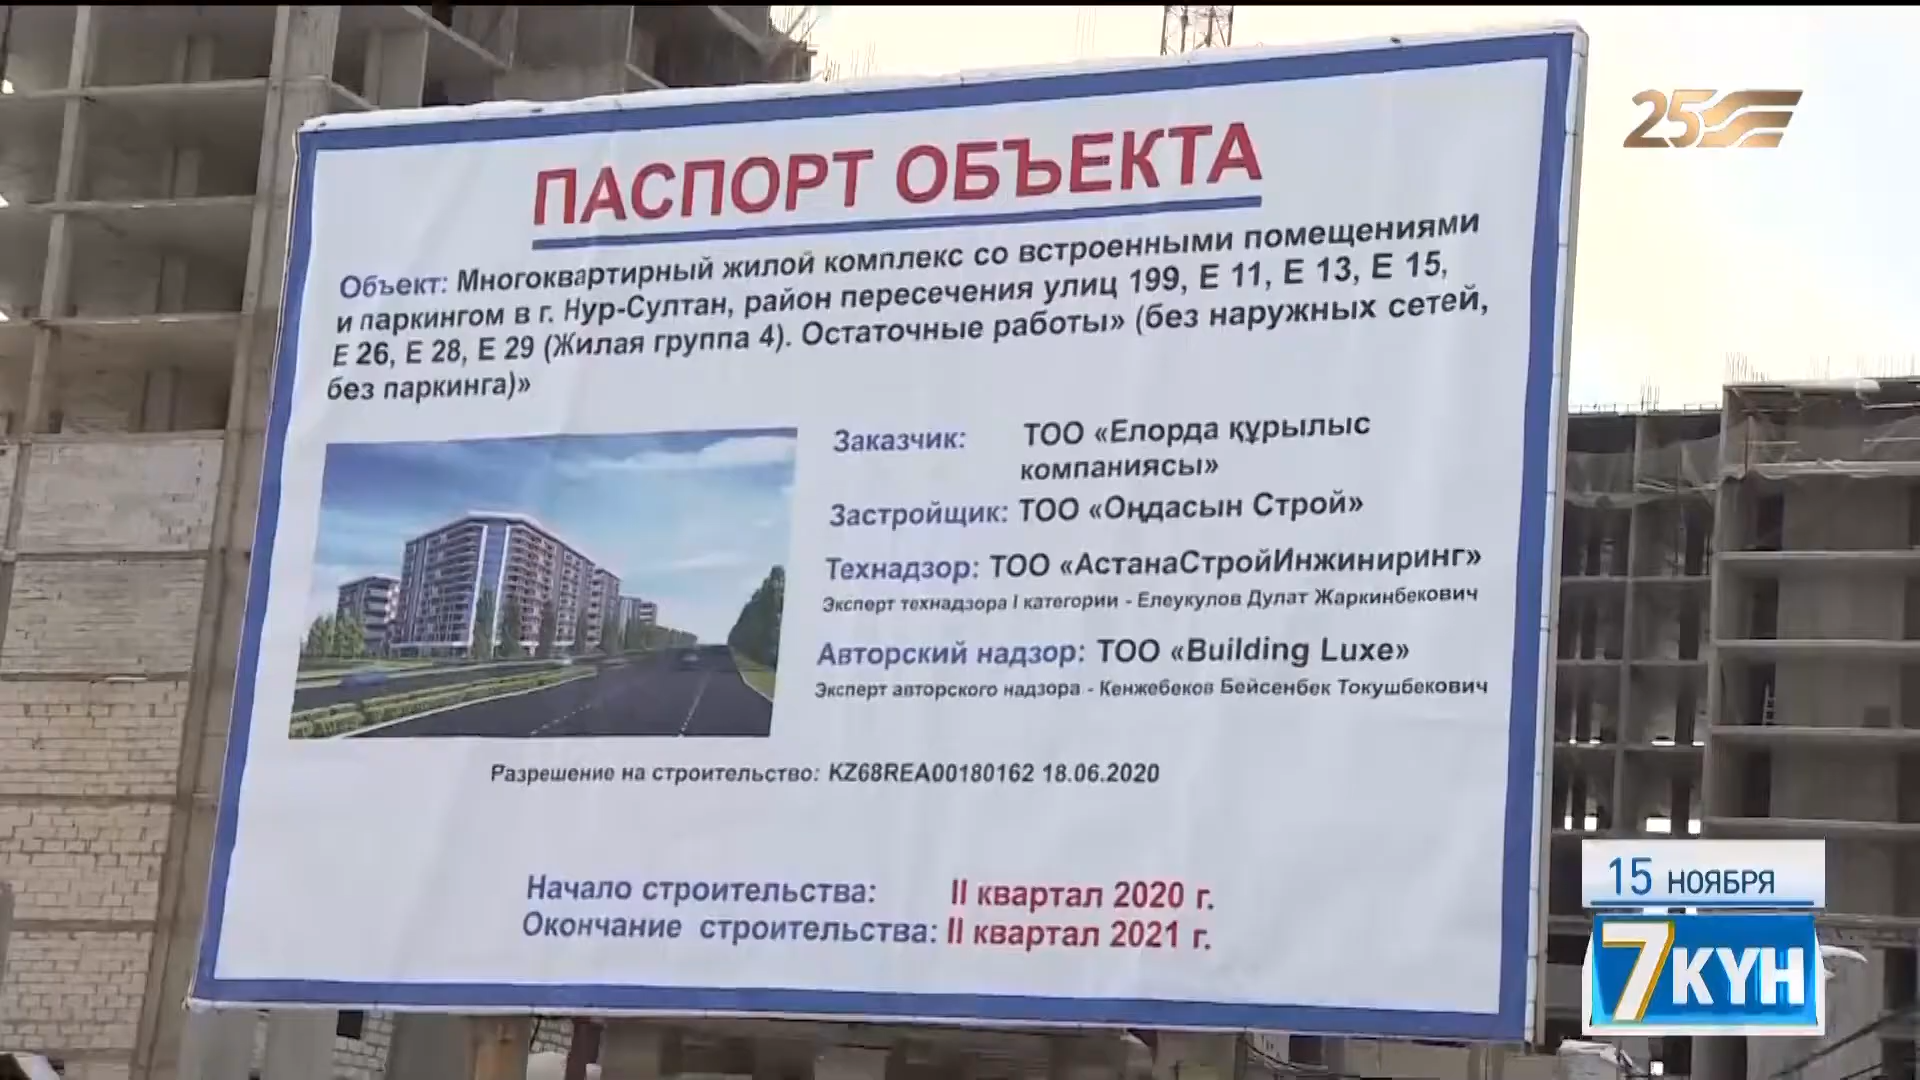 25
ПАСПОРТ ОБЪЕКТА
Объект: Многоквартирный жилой комплекс со встроенными помещениями
и паркингом в г. Нур-Султан, район пересечения улиц 199, Е 11, Е 13, Е 15,
Е 26, Е 28, Е 29 (Жилая группа 4). Остаточные работы» (без наружных сетей,
без паркинга)»
Заказчик: ТОО «Елорда құрылыс
компаниясы»
Застройщик: ТОО «Оңдасын Строй»
Технадзор: ТОО «АстанаСтройИнжиниринг»
Эксперт технадзора I категории - Елеукулов Дулат Жаркинбекович
Авторский надзор: ТОО «Building Luxe»
Эксперт авторского надзора - Кенжебеков Бейсенбек Токушбекович
Разрешение на строительство: KZ68REA00180162 18.06.2020
Начало строительства: II квартал 2020 г.
Окончание строительства: II квартал 2021 г.
15 НОЯБРЯ
7 КҮН